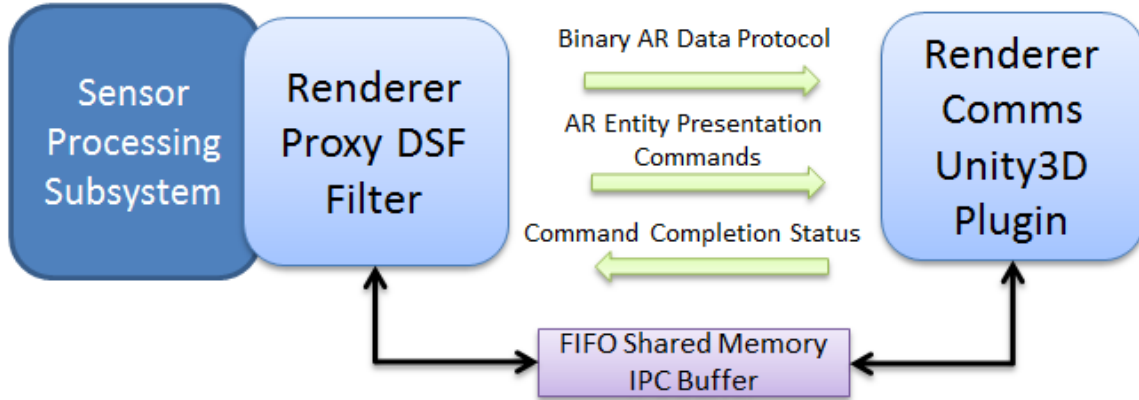 Sensor
Processing
Subsystem
Renderer
Proxy DSF
Filter
Binary AR Data Protocol
AR Entity Presentation
Commands
Command Completion Status
Renderer
Comms
Unity3D
Plugin
FIFO Shared Memory
IPC Buffer